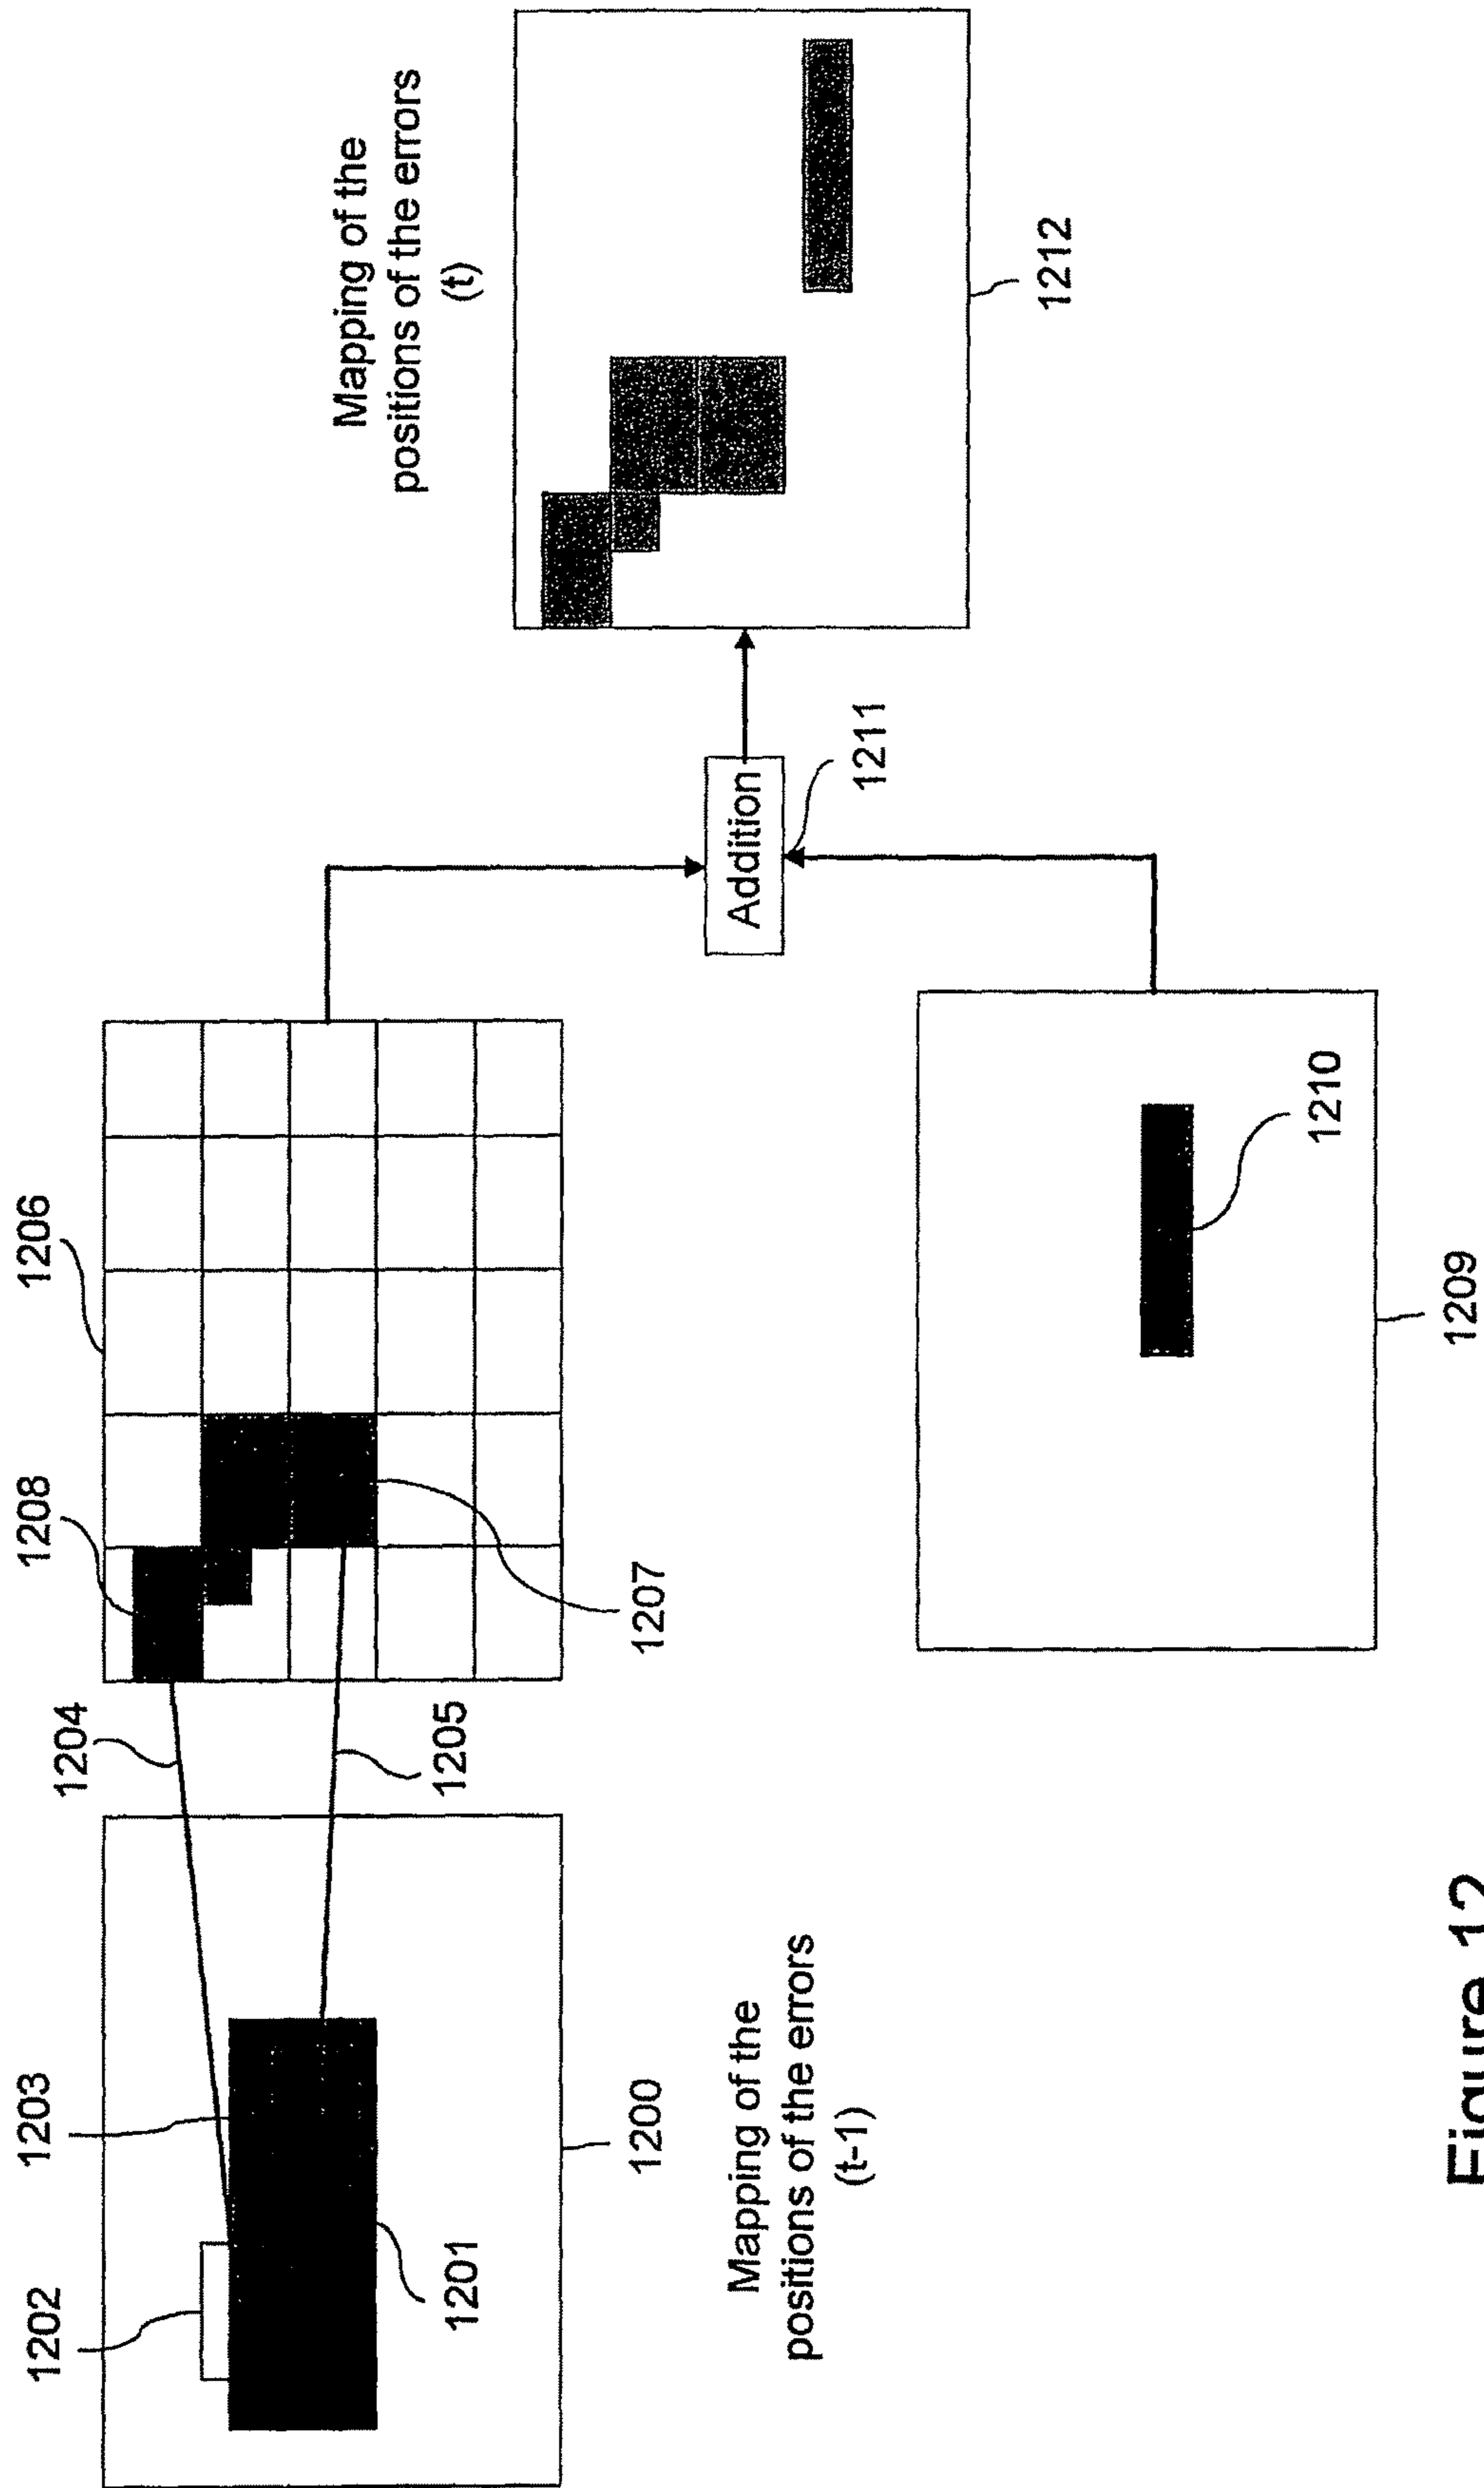 1202
1203
1204
1208
1206
1201
1205
1207
1200
Mapping of the
positions of the errors
(t-1)
1210
1209
Addition
1211
Mapping of the
positions of the errors
(t)
1212
Figure 12